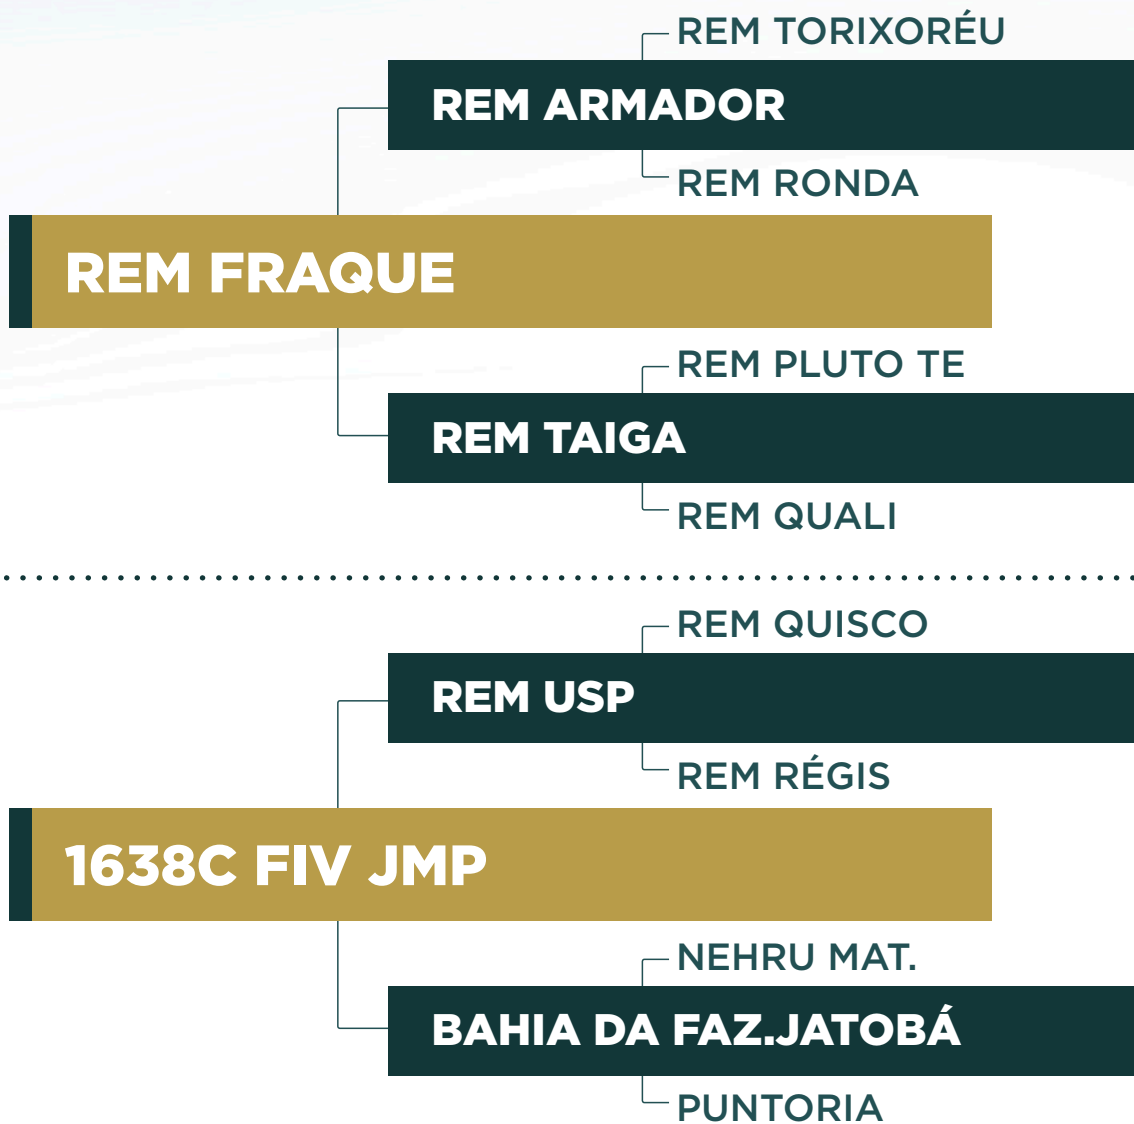 REM TORIXORÉU
REM ARMADOR
REM RONDA
REM FRAQUE
REM PLUTO TE
REM TAIGA
REM QUALI
REM QUISCO
REM USP
REM RÉGIS
1638C FIV JMP
NEHRU MAT.
BAHIA DA FAZ.JATOBÁ
PUNTORIA